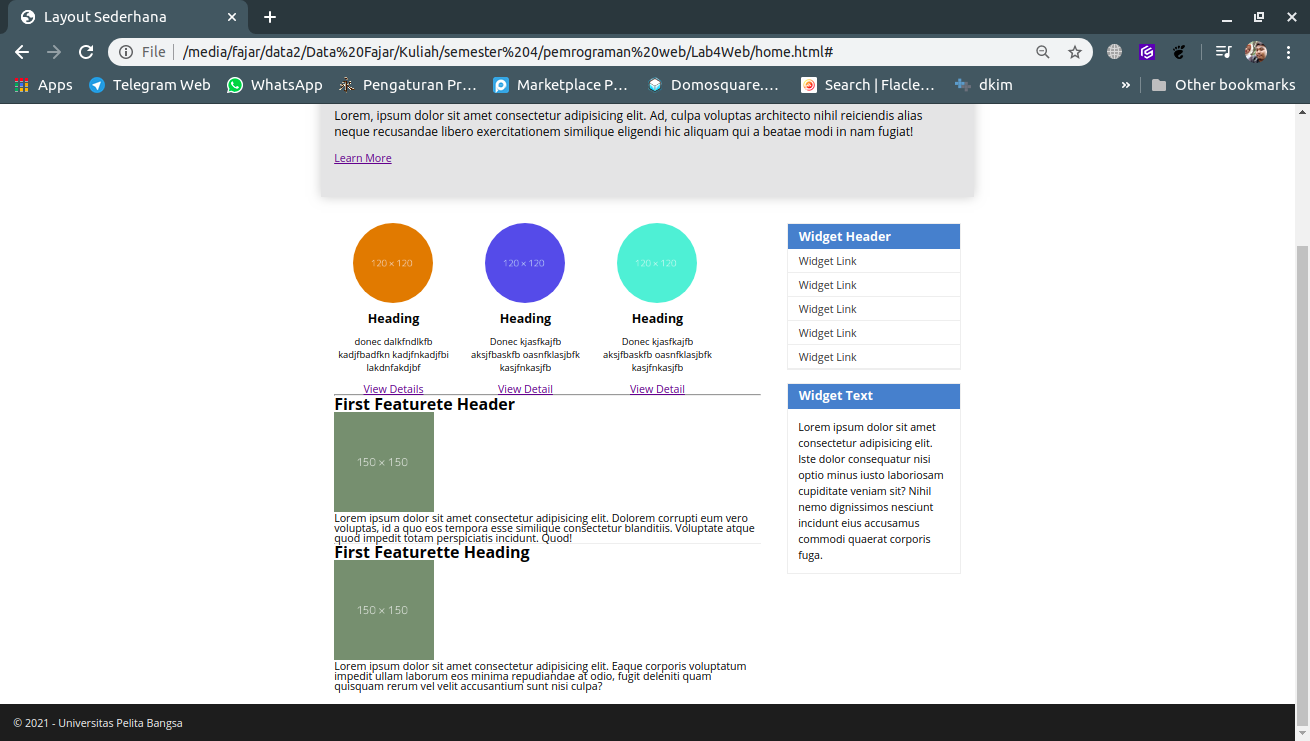 Layout Sederhana
File
/media/fajar/data2/Data%20Fajar/Kuliah/semester%204/pemrograman%20web/Lab4Web/home.html#
Apps
Telegram Web
WhatsApp
Pengaturan Pr...
Marketplace P...
Domosquare....
Search | Flacle...
dkim
»
Other bookmarks
Lorem, ipsum dolor sit amet consectetur adipisicing elit. Ad, culpa voluptas architecto nihil reiciendis alias
neque recusandae libero exercitationem similique eligendi hic aliquam qui a beatae modi in nam fugiat!
Learn More
120 × 120
Heading
donec dalkfndlkfb
kadjfbadfkn kadjfnkadjfbi
lakdnfakdjbf
View Details
120 × 120
Heading
Donec kjasfkajfb
aksjfbaskfb oasnfklasjbfk
kasjfnkasjfb
View Detail
120 × 120
Heading
Donec kjasfkajfb
aksjfbaskfb oasnfklasjbfk
kasjfnkasjfb
View Detail
First Featurete Header
150 × 150
Lorem ipsum dolor sit amet consectetur adipisicing elit. Dolorem corrupti eum vero
voluptas, id a quo eos tempora esse similique consectetur blanditiis. Voluptate atque
quod impedit totam perspiciatis incidunt. Quod!
First Featurette Heading
150 × 150
Lorem ipsum dolor sit amet consectetur adipisicing elit. Eaque corporis voluptatum
impedit ullam laborum eos minima repudiandae at odio, fugit deleniti quam
quisquam rerum vel velit accusantium sunt nisi culpa?
Widget Header
Widget Link
Widget Link
Widget Link
Widget Link
Widget Link
Widget Text
Lorem ipsum dolor sit amet
consectetur adipisicing elit.
Iste dolor consequatur nisi
optio minus iusto laboriosam
cupiditate veniam sit? Nihil
nemo dignissimos nesciunt
incidunt eius accusamus
commodi quaerat corporis
fuga.
© 2021 - Universitas Pelita Bangsa